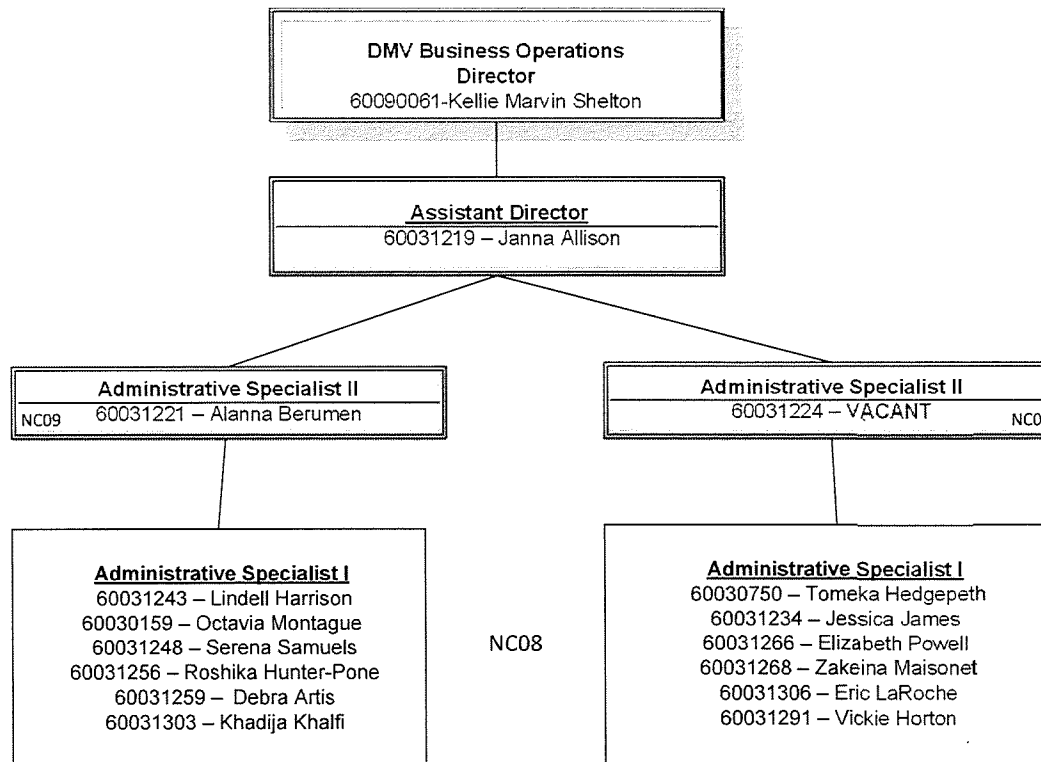 DMV Business Operations
Director
60090061-Kellie Marvin Shelton
Assistant Director
60031219 – Janna Allison
Administrative Specialist II
60031221 – Alanna Berumen
NC09
Administrative Specialist II
60031224 – VACANT
NC0
Administrative Specialist I
60031243 – Lindell Harrison
60030159 – Octavia Montague
60031248 – Serena Samuels
60031256 – Roshika Hunter-Pone
60031259 – Debra Artis
60031303 – Khadija Khalfi
NC08
Administrative Specialist I
60030750 – Tomeka Hedgepeth
60031234 – Jessica James
60031266 – Elizabeth Powell
60031268 – Zakeina Maisonet
60031306 – Eric LaRoche
60031291 – Vickie Horton